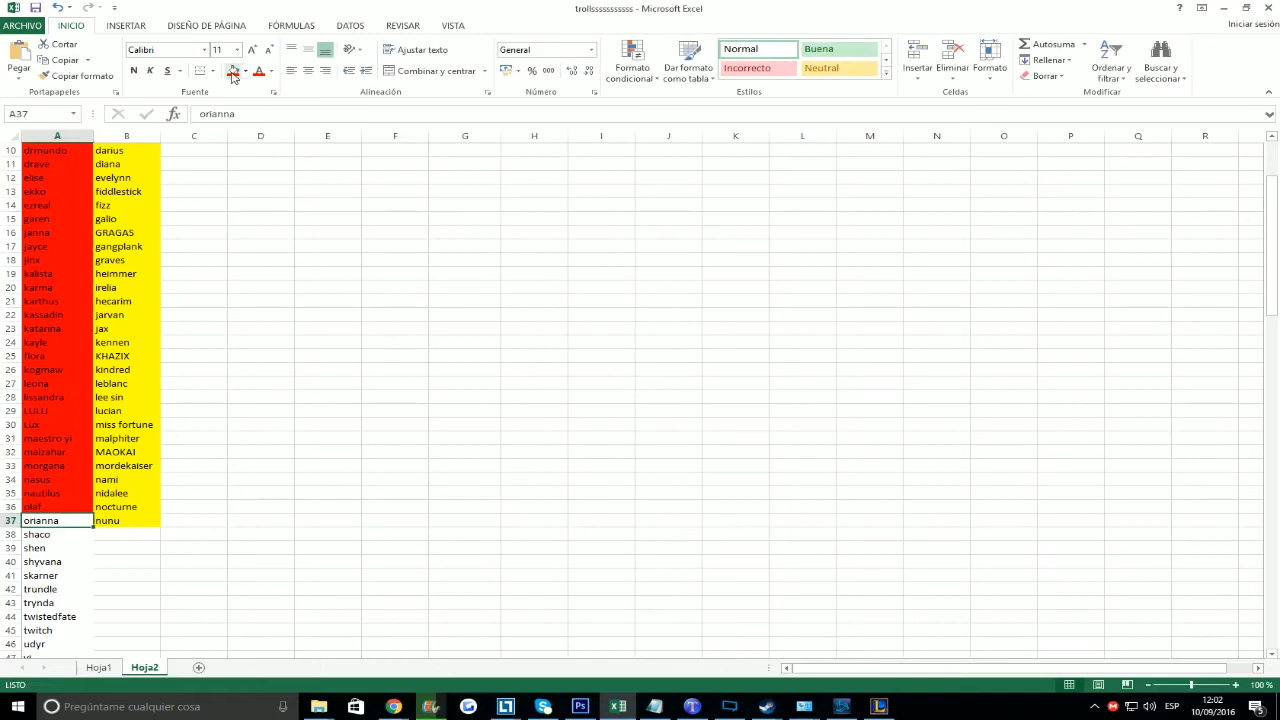 trollsssssssssss - Microsoft Excel
ARCHIVO INICIO INSERTAR DISEÑO DE PÁGINA FÓRMULAS DATOS REVISAR VISTA Iniciar sesión
Pegar Cortar Copiar Copiar formato
Calibri 11
N K S
Ajustar texto
Combinar y centrar
General
% 000
Formato condicional
Dar formato como tabla
Normal Buena
Incorrecto Neutral
Insertar Eliminar Formato
Autosuma
Rellenar
Borrar
Ordenar y filtrar
Buscar y seleccionar
Portapapeles Fuente Alineación Número Estilos Celdas Modificar
A37 fx orianna
A B C D E F G H I J K L M N O P Q R
10 drmundo darius
11 drave diana
12 elise evelynn
13 ekko fiddlestick
14 ezreal fizz
15 garen galio
16 janna GRAGAS
17 jayce gangplank
18 jinx graves
19 kalista heimmer
20 karma irelia
21 karthus hecarim
22 kassadin jarvan
23 katarina jax
24 kayle kennen
25 fiora KHAZIX
26 kogmaw kindred
27 leona leblanc
28 lissandra lee sin
29 LULU lucian
30 Lux miss fortune
31 maestro yi malphiter
32 malzahar MAOKAI
33 morgana mordekaiser
34 nasus nami
35 nautilus nidalee
36 olaf nocturne
37 orianna nunu
38 shaco
39 shen
40 shyvana
41 skarner
42 trundle
43 trynda
44 twistedfate
45 twitch
46 udyr
47 vi
Hoja1 Hoja2
LISTO 100 %
Pregúntame cualquier cosa
ESP
12:02
10/09/2016